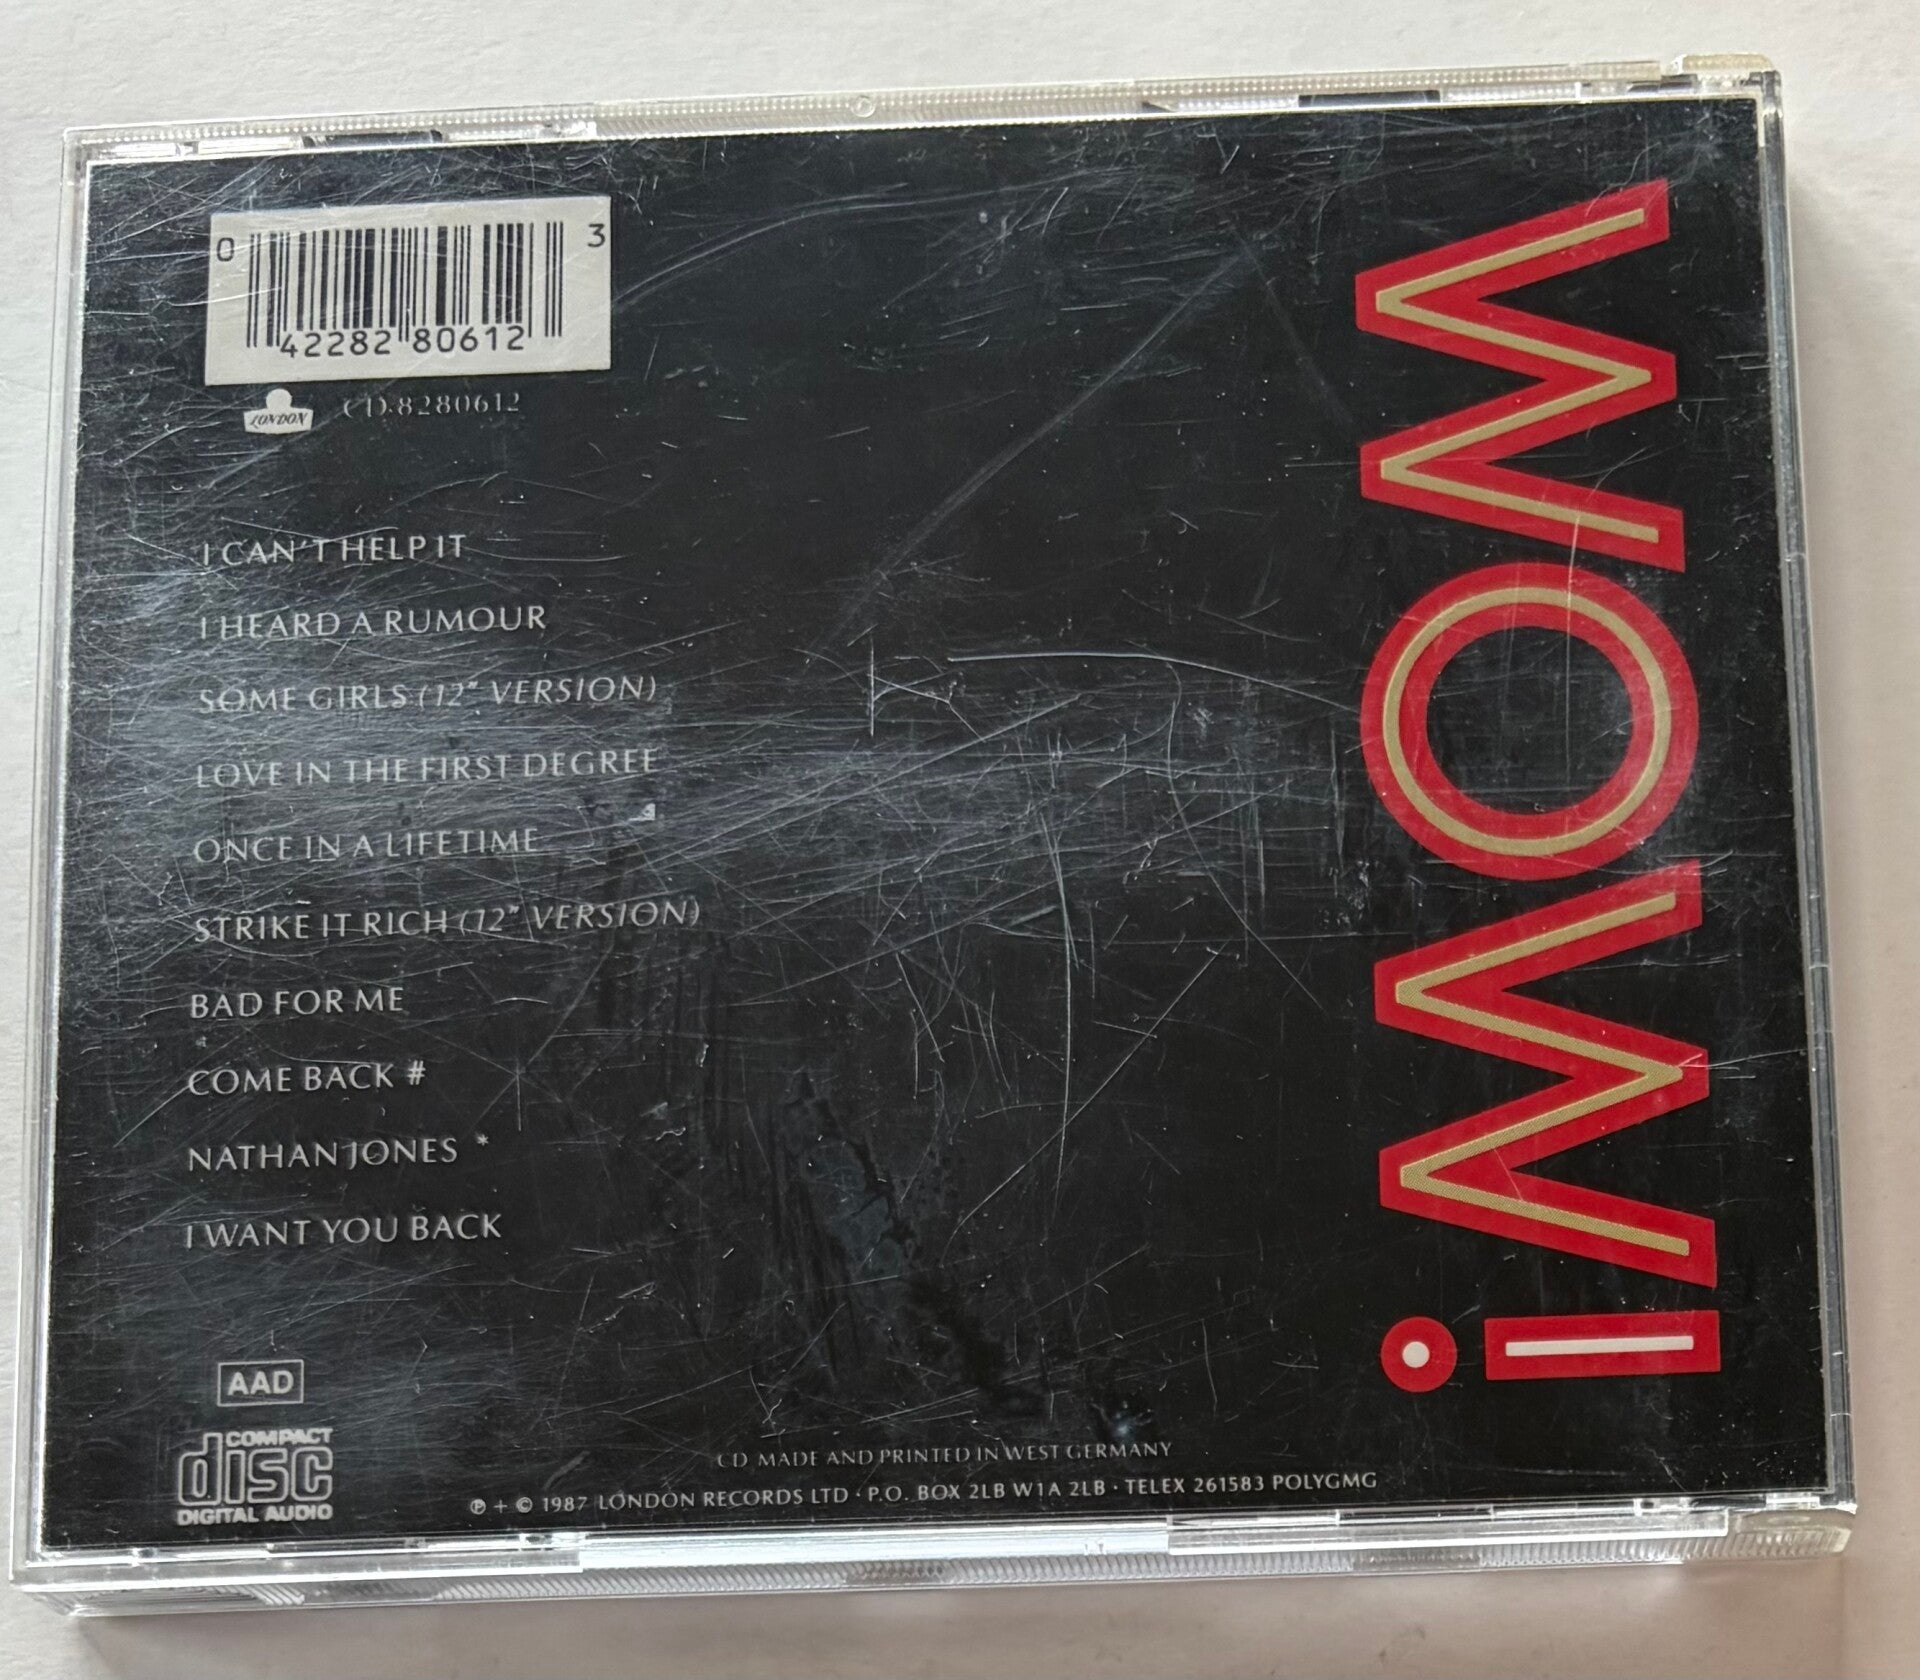 0 42282 80612 3
LONDON CD·8280612
I CAN'T HELP IT
I HEARD A RUMOUR
SOME GIRLS (12" VERSION)
LOVE IN THE FIRST DEGREE
ONCE IN A LIFETIME
STRIKE IT RICH (12" VERSION)
BAD FOR ME
COME BACK #
NATHAN JONES *
I WANT YOU BACK
AAD
COMPACT
disc
DIGITAL AUDIO
CD MADE AND PRINTED IN WEST GERMANY
℗ + © 1987 LONDON RECORDS LTD · P.O. BOX 2LB W1A 2LB · TELEX 261583 POLYGMG
WOW!